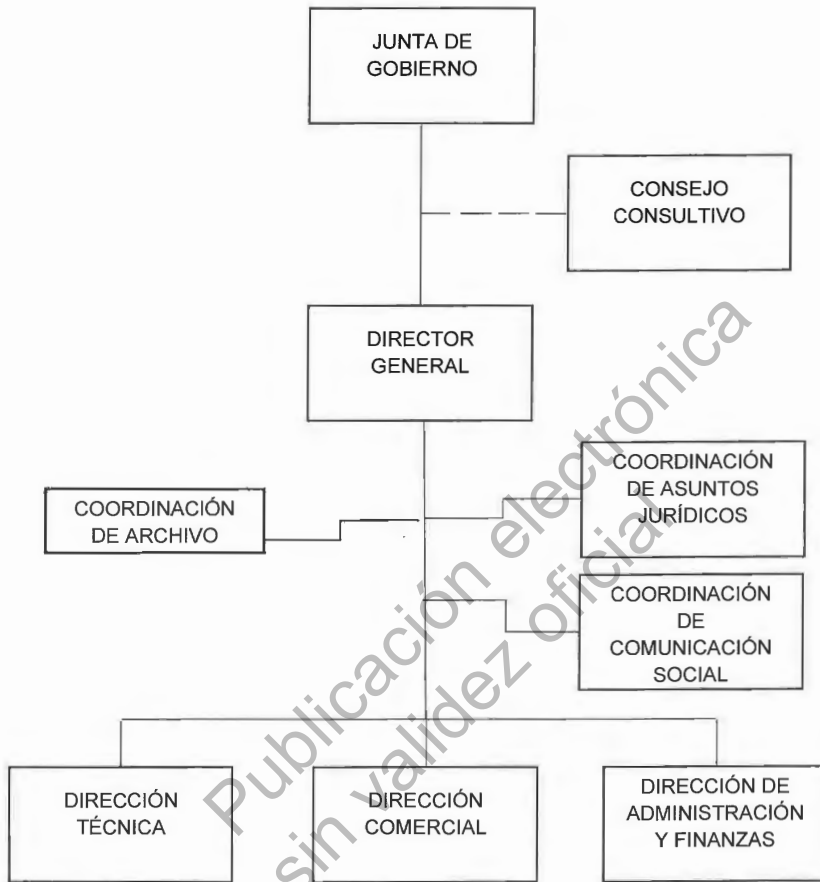 JUNTA DE
GOBIERNO
CONSEJO
CONSULTIVO
DIRECTOR
GENERAL
COORDINACIÓN
DE ASUNTOS
JURÍDICOS
COORDINACIÓN
DE ARCHIVO
COORDINACIÓN
DE
COMUNICACIÓN
SOCIAL
DIRECCIÓN
TÉCNICA
DIRECCIÓN
COMERCIAL
DIRECCIÓN DE
ADMINISTRACIÓN
Y FINANZAS
Publicación electrónica
sin validez oficial